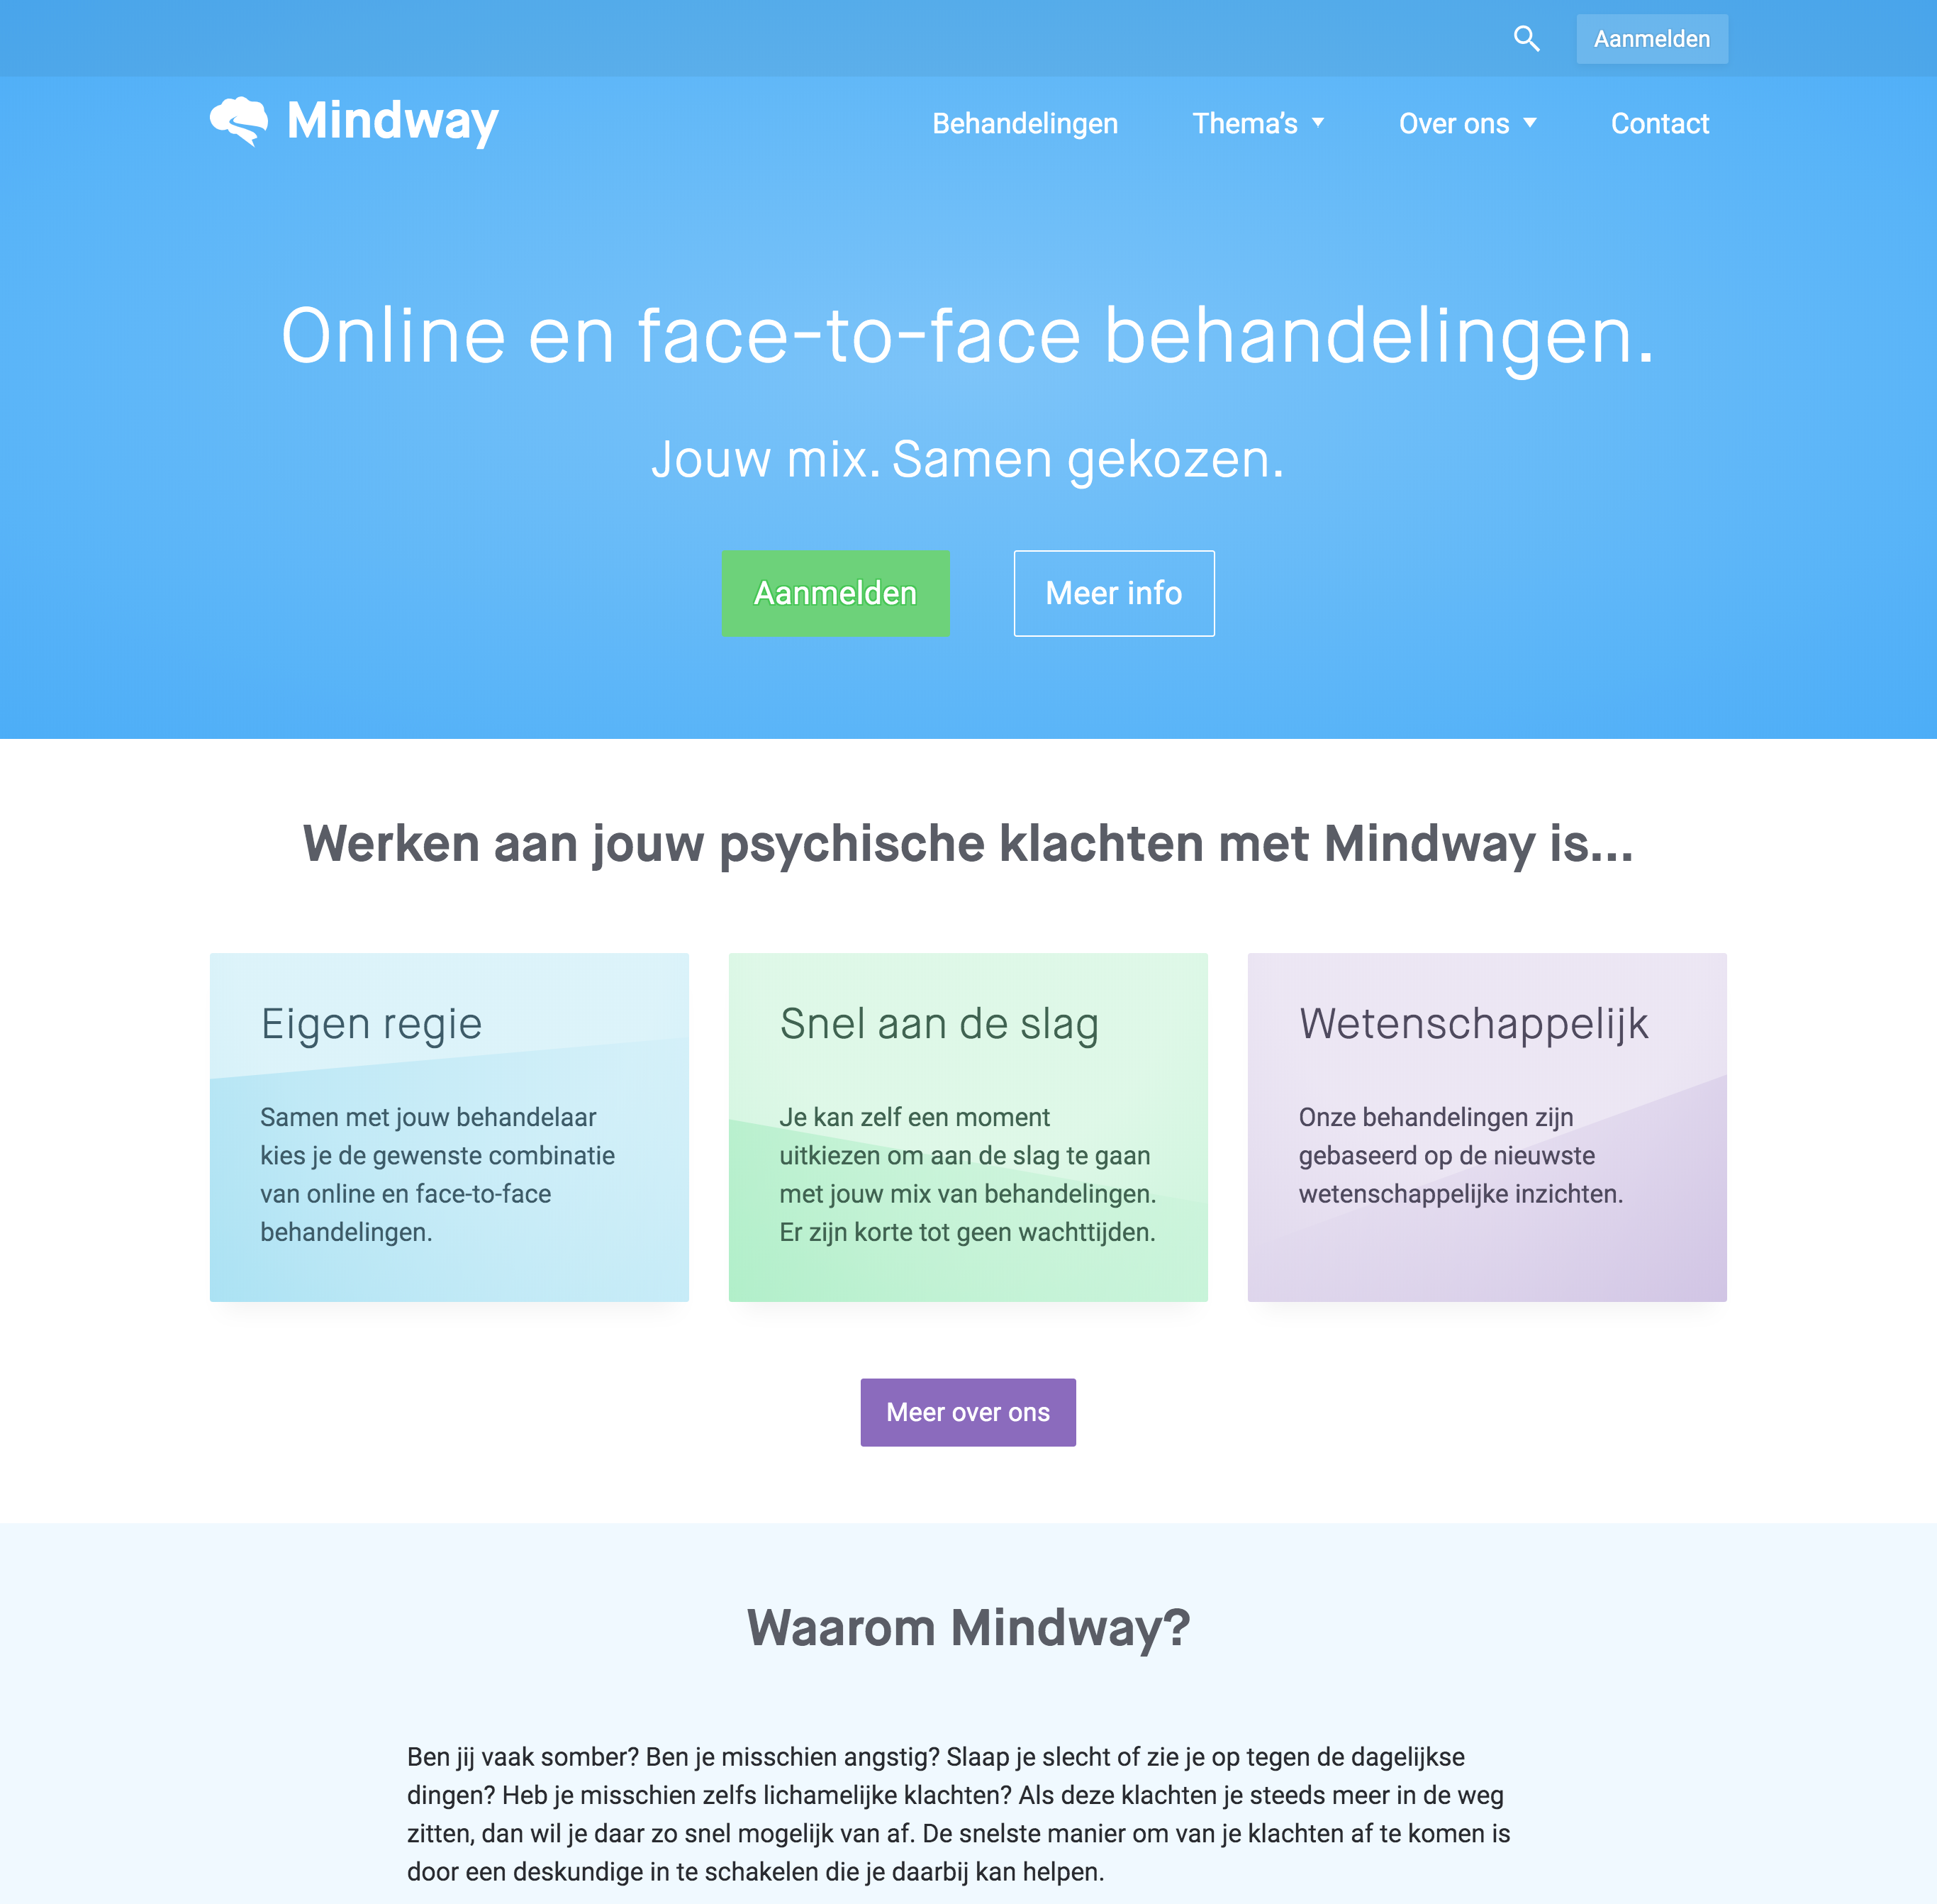 Aanmelden
Mindway
Behandelingen
Thema’s
Over ons
Contact
Online en face-to-face behandelingen.
Jouw mix. Samen gekozen.
Aanmelden
Meer info
Werken aan jouw psychische klachten met Mindway is...
Eigen regie
Samen met jouw behandelaar
kies je de gewenste combinatie
van online en face-to-face
behandelingen.
Snel aan de slag
Je kan zelf een moment
uitkiezen om aan de slag te gaan
met jouw mix van behandelingen.
Er zijn korte tot geen wachttijden.
Wetenschappelijk
Onze behandelingen zijn
gebaseerd op de nieuwste
wetenschappelijke inzichten.
Meer over ons
Waarom Mindway?
Ben jij vaak somber? Ben je misschien angstig? Slaap je slecht of zie je op tegen de dagelijkse
dingen? Heb je misschien zelfs lichamelijke klachten? Als deze klachten je steeds meer in de weg
zitten, dan wil je daar zo snel mogelijk van af. De snelste manier om van je klachten af te komen is
door een deskundige in te schakelen die je daarbij kan helpen.